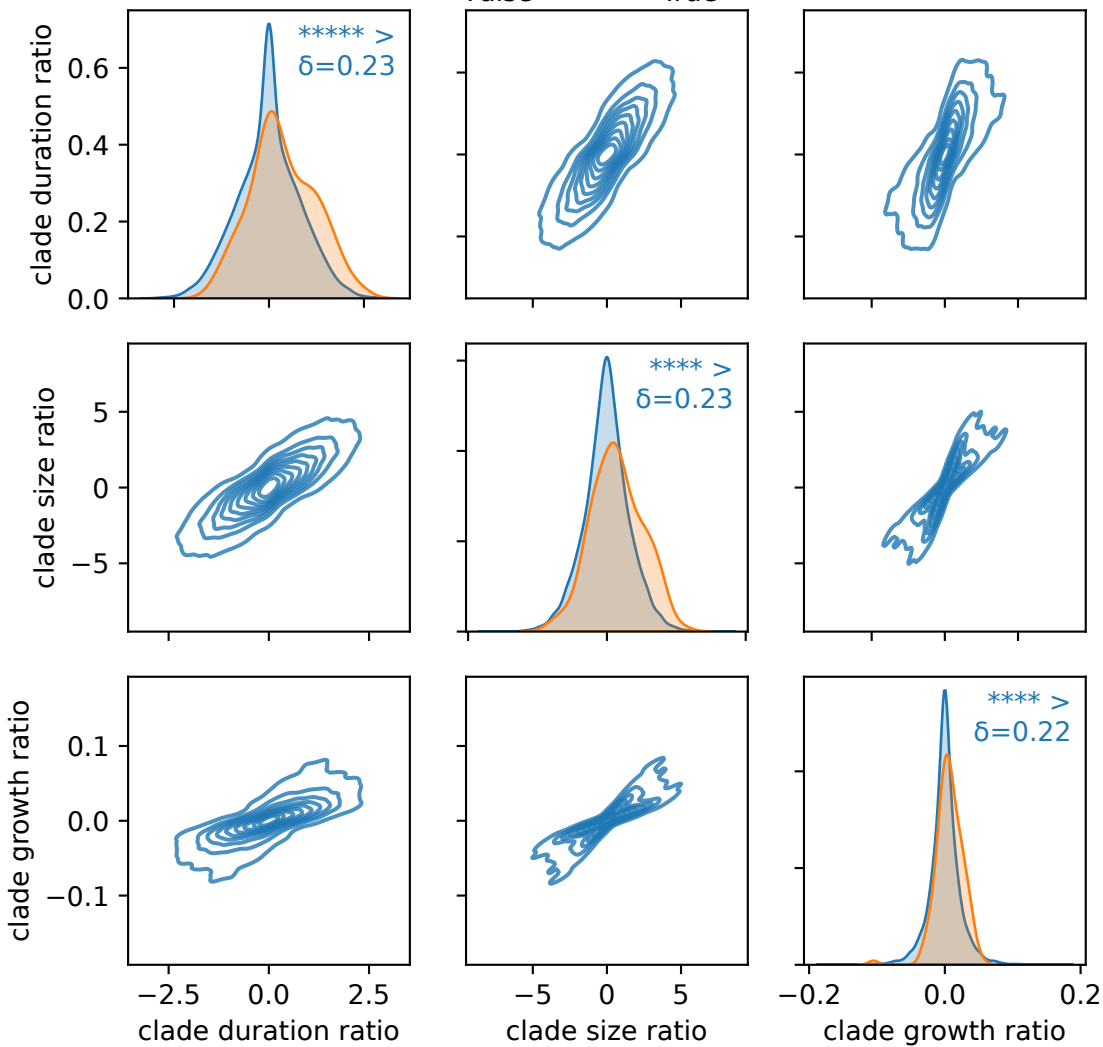 clade duration ratio
0.6
0.4
0.2
0.0
***** >
δ=0.23
clade size ratio
5
0
−5
**** >
δ=0.23
clade growth ratio
0.1
0.0
−0.1
**** >
δ=0.22
−2.5 0.0 2.5
clade duration ratio
−5 0 5
clade size ratio
−0.2 0.0 0.2
clade growth ratio